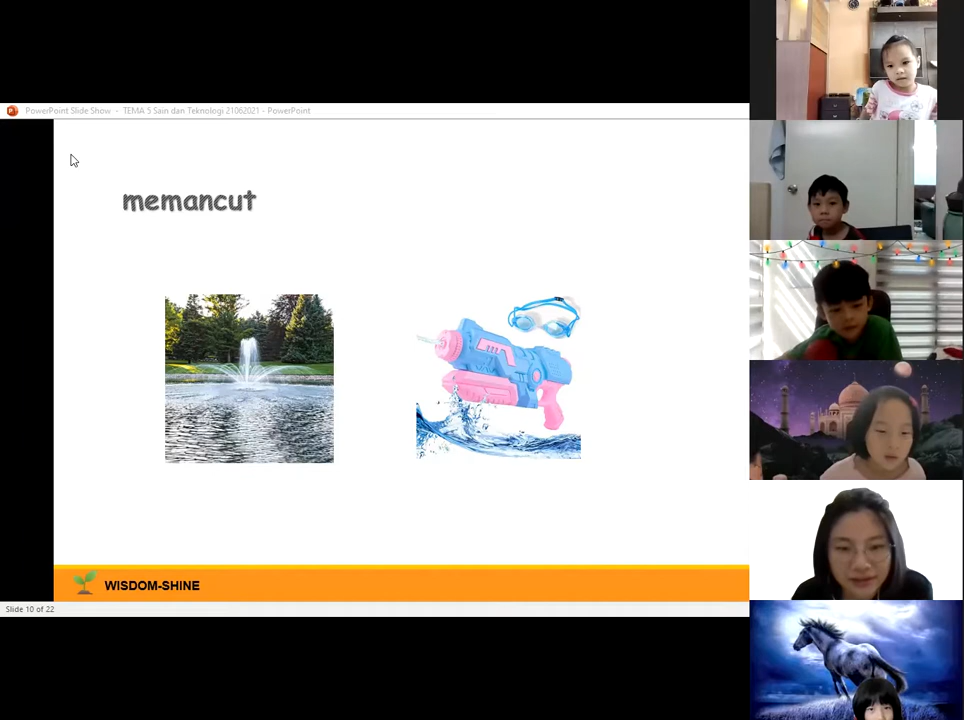 PowerPoint Slide Show - TEMA 5 Sain dan Teknologi 21062021 - PowerPoint
memancut
WISDOM-SHINE
Slide 10 of 22